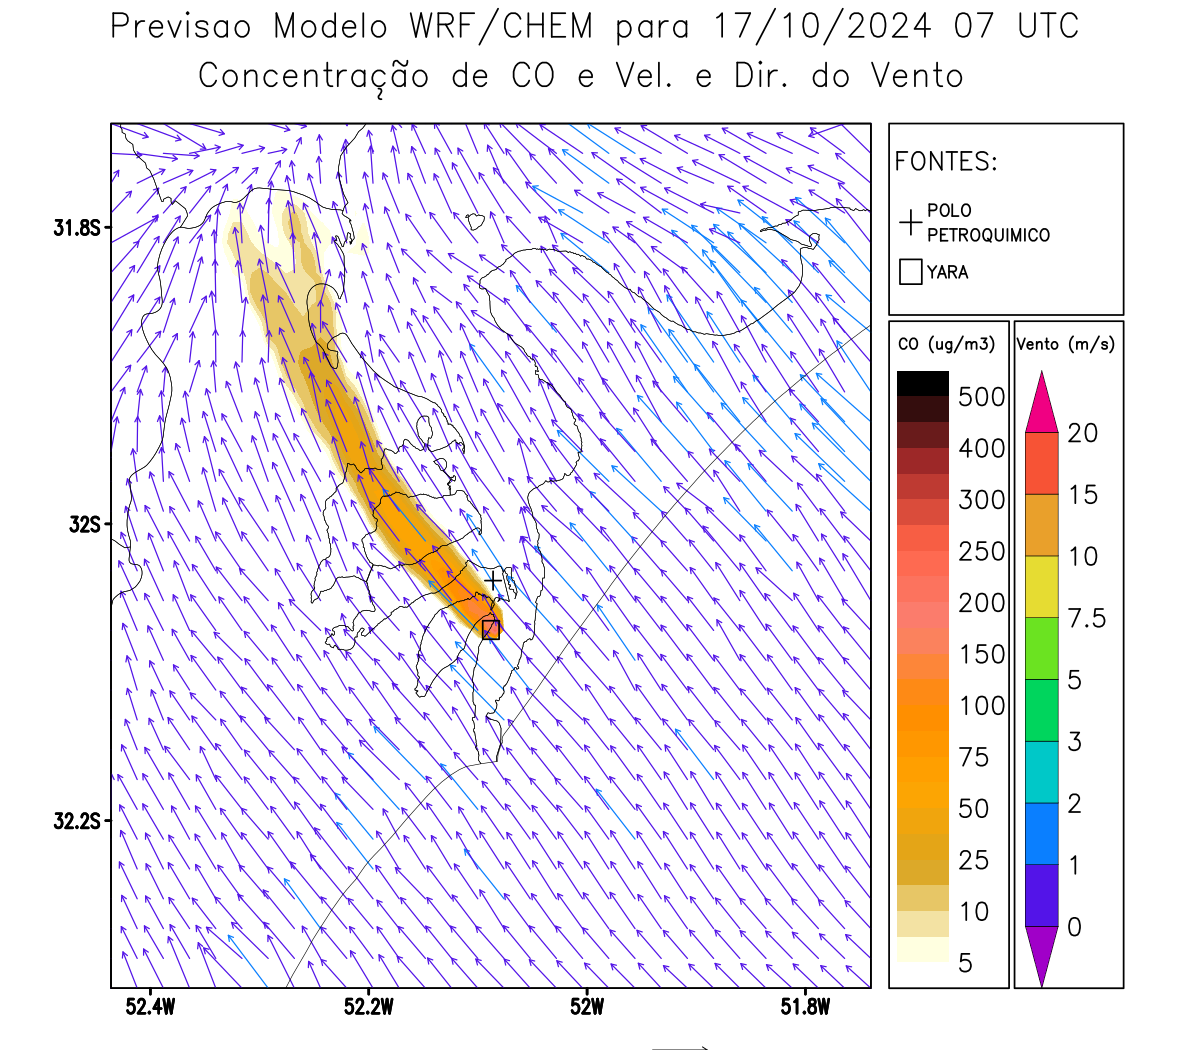 Previsao Modelo WRF/CHEM para 17/10/2024 07 UTC
Concentração de CO e Vel. e Dir. do Vento
FONTES:
POLO
PETROQUIMICO
YARA
CO (ug/m3)
500
400
300
250
200
150
100
75
50
25
10
5
Vento (m/s)
20
15
10
7.5
5
3
2
1
0
31.8S
32S
32.2S
52.4W
52.2W
52W
51.8W